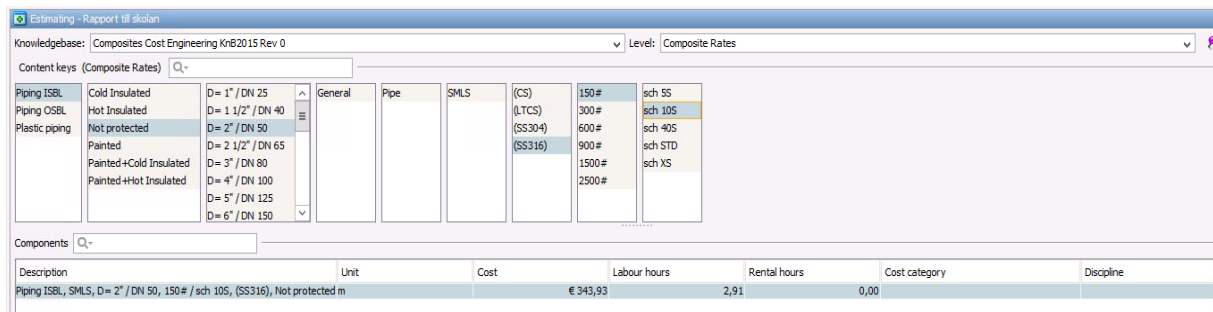 Estimating - Rapport till skolan
Knowledgebase: Composites Cost Engineering KnB2015 Rev 0 Level: Composite Rates
Content keys (Composite Rates)
Piping ISBL Cold Insulated D= 1" / DN 25 General Pipe SMLS (CS) 150# sch 5S
Piping OSBL Hot Insulated D= 1 1/2" / DN 40 (LTCS) 300# sch 10S
Plastic piping Not protected D= 2" / DN 50 (SS304) 600# sch 40S
Painted D= 2 1/2" / DN 65 (SS316) 900# sch STD
Painted+Cold Insulated D= 3" / DN 80 1500# sch XS
Painted+Hot Insulated D= 4" / DN 100 2500#
D= 5" / DN 125
D= 6" / DN 150
Components
Description Unit Cost Labour hours Rental hours Cost category Discipline
Piping ISBL, SMLS, D= 2" / DN 50, 150# / sch 10S, (SS316), Not protected m € 343,93 2,91 0,00